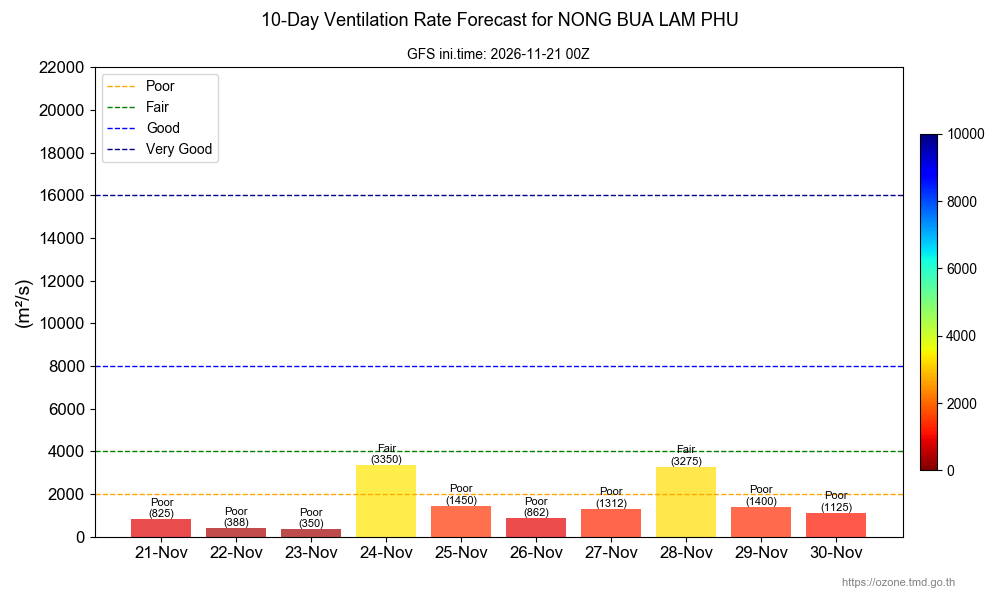 10-Day Ventilation Rate Forecast for NONG BUA LAM PHU
GFS ini.time: 2026-11-21 00Z
(m²/s)
22000
20000
18000
16000
14000
12000
10000
8000
6000
4000
2000
0
Poor
Fair
Good
Very Good
Poor
(825)
Poor
(388)
Poor
(350)
Fair
(3350)
Poor
(1450)
Poor
(862)
Poor
(1312)
Fair
(3275)
Poor
(1400)
Poor
(1125)
21-Nov
22-Nov
23-Nov
24-Nov
25-Nov
26-Nov
27-Nov
28-Nov
29-Nov
30-Nov
10000
8000
6000
4000
2000
0
https://ozone.tmd.go.th